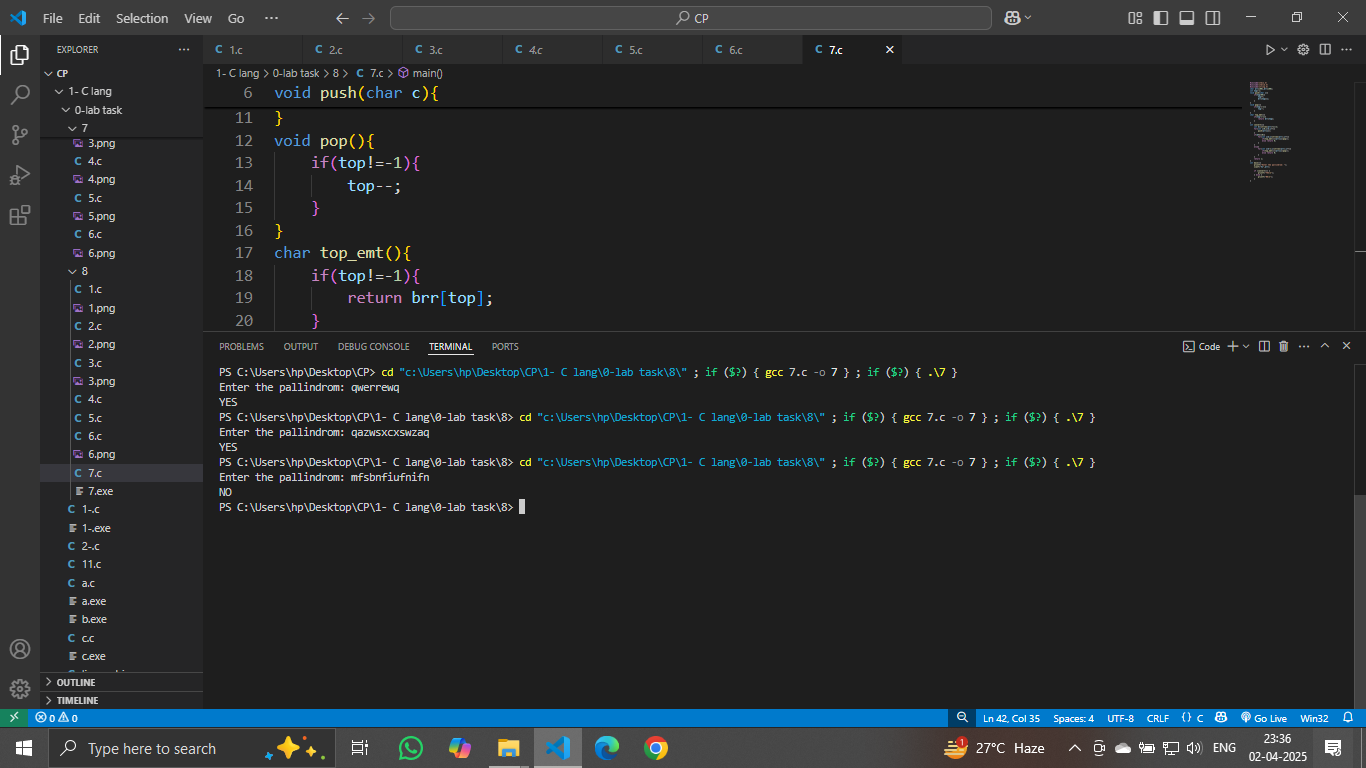 File Edit Selection View Go ··· CP
EXPLORER ···
CP
1- C lang
0-lab task
7
3.png
C 4.c
4.png
C 5.c
5.png
C 6.c
6.png
8
C 1.c
1.png
C 2.c
2.png
C 3.c
3.png
C 4.c
C 5.c
C 6.c
6.png
C 7.c
7.exe
C 1-.c
1-.exe
C 2-.c
C 11.c
C a.c
a.exe
b.exe
C c.c
c.exe
OUTLINE
TIMELINE
C 1.c C 2.c C 3.c C 4.c C 5.c C 6.c C 7.c
1- C lang > 0-lab task > 8 > C 7.c > main()
6 void push(char c){
11 }
12 void pop(){
13 if(top!=-1){
14 top--;
15 }
16 }
17 char top_emt(){
18 if(top!=-1){
19 return brr[top];
20 }
PROBLEMS OUTPUT DEBUG CONSOLE TERMINAL PORTS Code
PS C:\Users\hp\Desktop\CP> cd "c:\Users\hp\Desktop\CP\1- C lang\0-lab task\8\" ; if ($?) { gcc 7.c -o 7 } ; if ($?) { .\7 }
Enter the pallindrom: qwerrewq
YES
PS C:\Users\hp\Desktop\CP\1- C lang\0-lab task\8> cd "c:\Users\hp\Desktop\CP\1- C lang\0-lab task\8\" ; if ($?) { gcc 7.c -o 7 } ; if ($?) { .\7 }
Enter the pallindrom: qazwsxcxswzaq
YES
PS C:\Users\hp\Desktop\CP\1- C lang\0-lab task\8> cd "c:\Users\hp\Desktop\CP\1- C lang\0-lab task\8\" ; if ($?) { gcc 7.c -o 7 } ; if ($?) { .\7 }
Enter the pallindrom: mfsbnfiufnifn
NO
PS C:\Users\hp\Desktop\CP\1- C lang\0-lab task\8>
0 0 Ln 42, Col 35 Spaces: 4 UTF-8 CRLF {} C Go Live Win32
Type here to search 1 27°C Haze ENG 23:36
02-04-2025